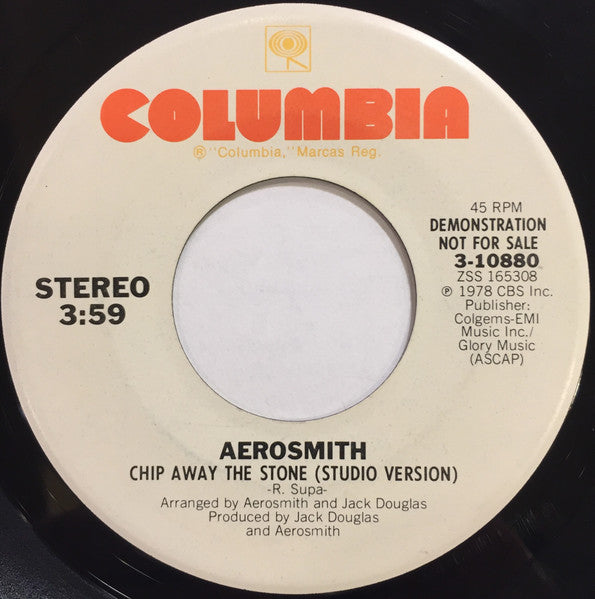 COLUMBIA
® "Columbia," Marcas Reg.
45 RPM
DEMONSTRATION
NOT FOR SALE
3-10880
ZSS 165308
℗ 1978 CBS Inc.
Publisher:
Colgems-EMI
Music Inc./
Glory Music
(ASCAP)
STEREO
3:59
AEROSMITH
CHIP AWAY THE STONE (STUDIO VERSION)
-R. Supa-
Arranged by Aerosmith and Jack Douglas
Produced by Jack Douglas
and Aerosmith